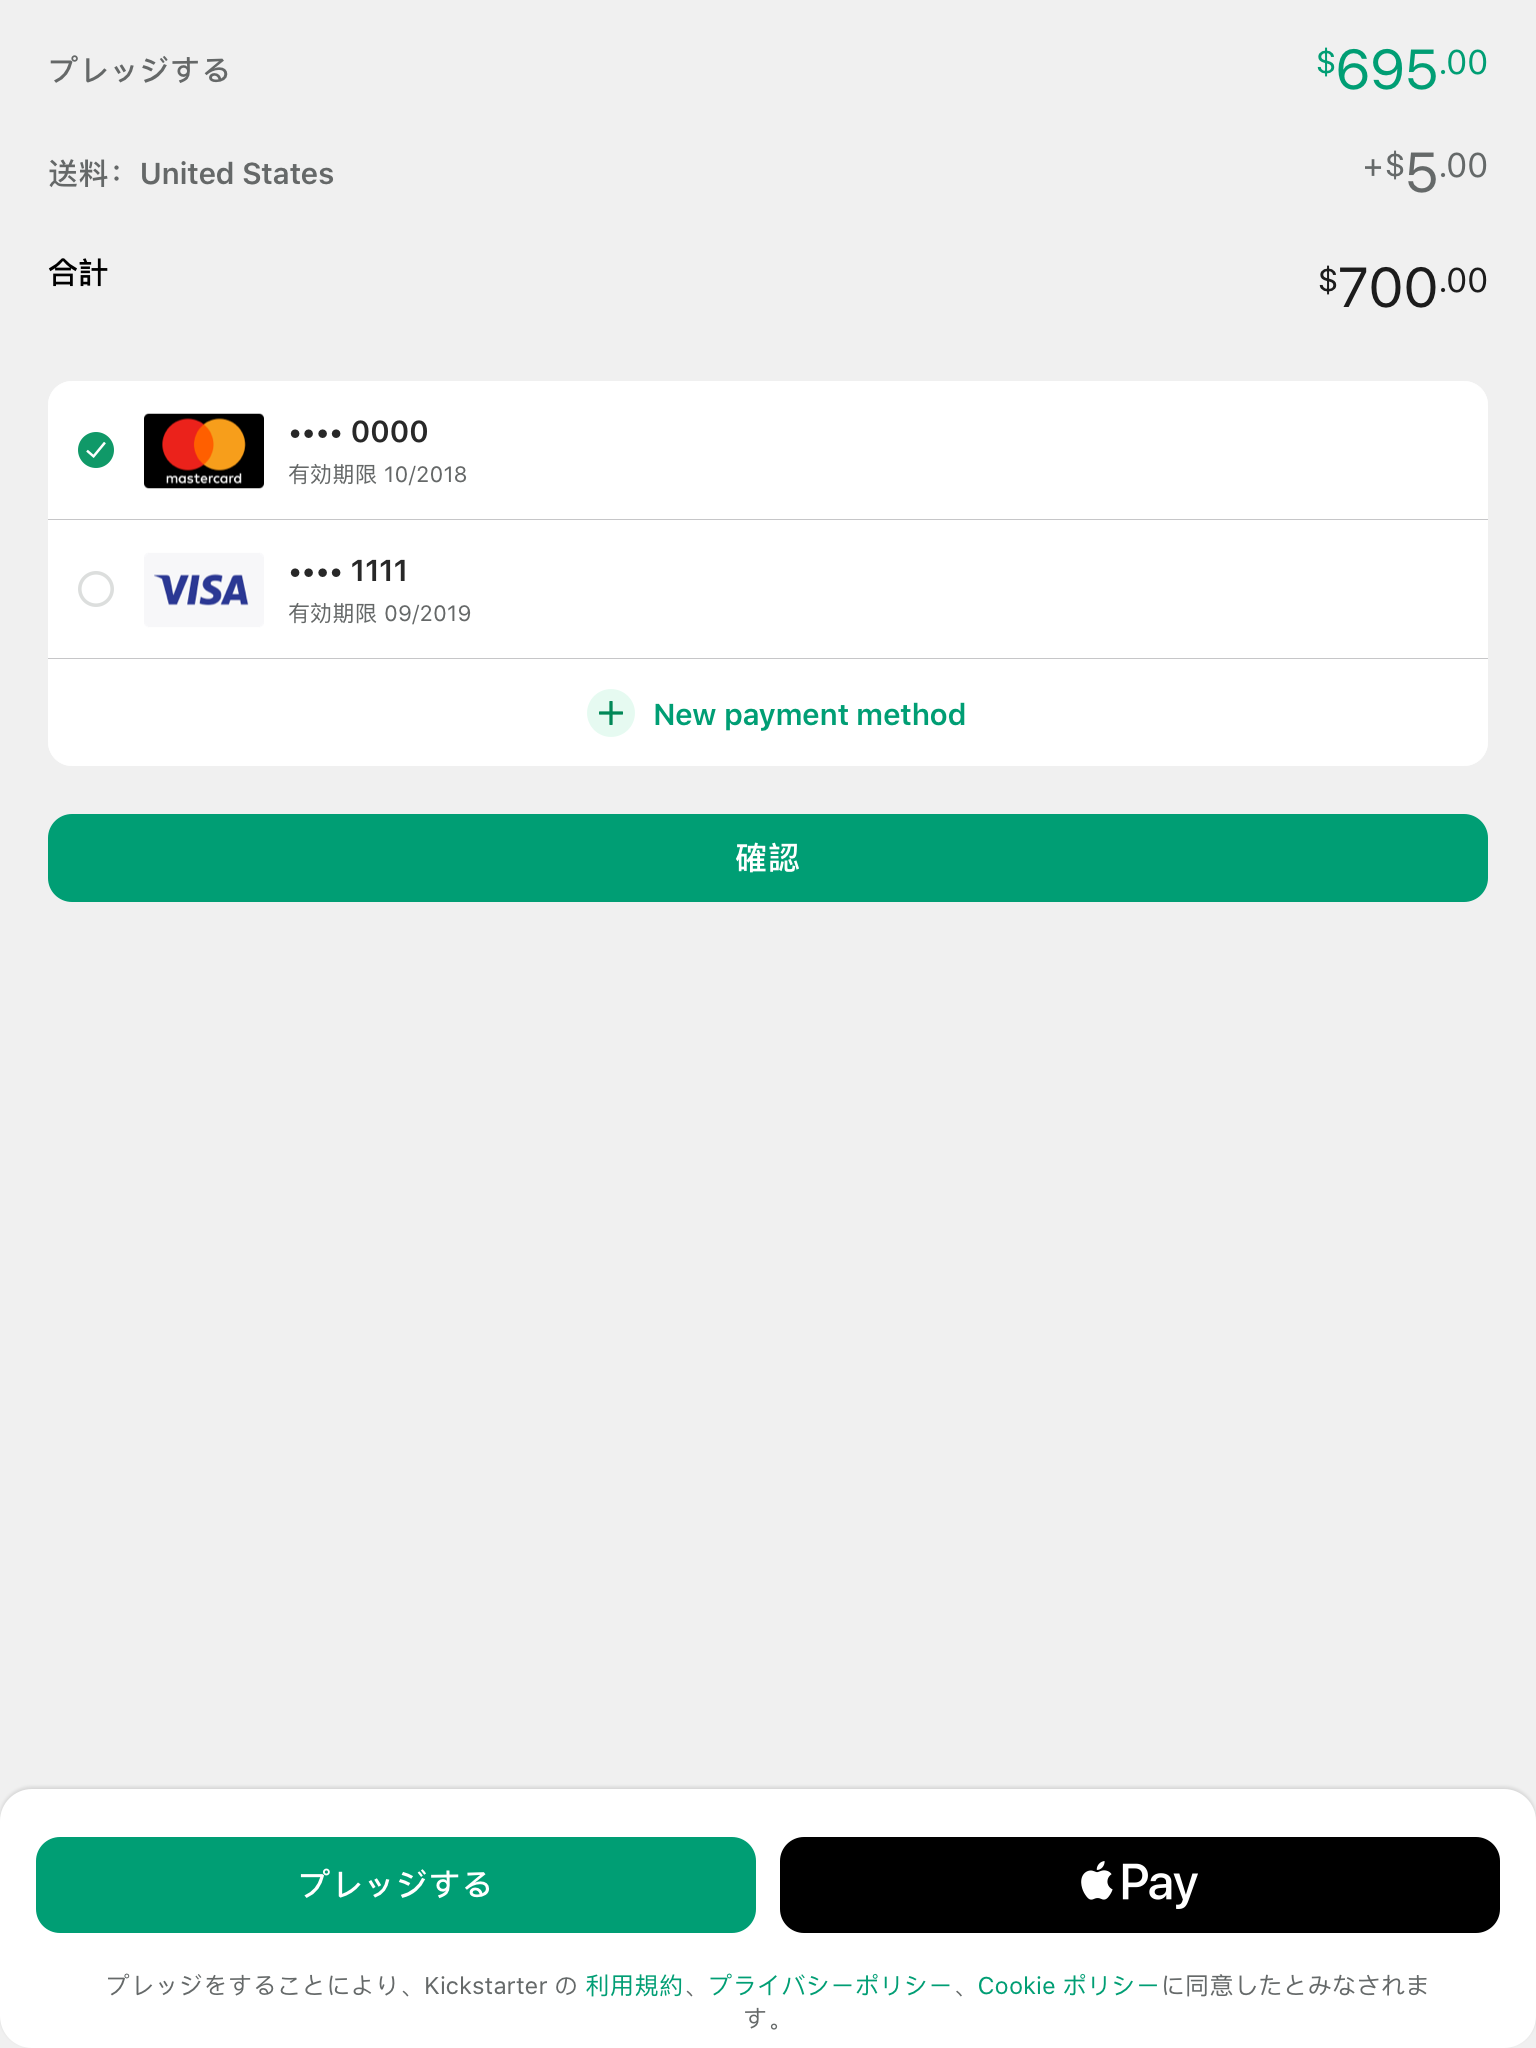 プレッジする
$695.00
送料： United States
+$5.00
合計
$700.00
mastercard
•••• 0000
有効期限 10/2018
VISA
•••• 1111
有効期限 09/2019
New payment method
確認
プレッジする
Pay
プレッジをすることにより、Kickstarter の 利用規約、プライバシーポリシー、Cookie ポリシーに同意したとみなされま
す。